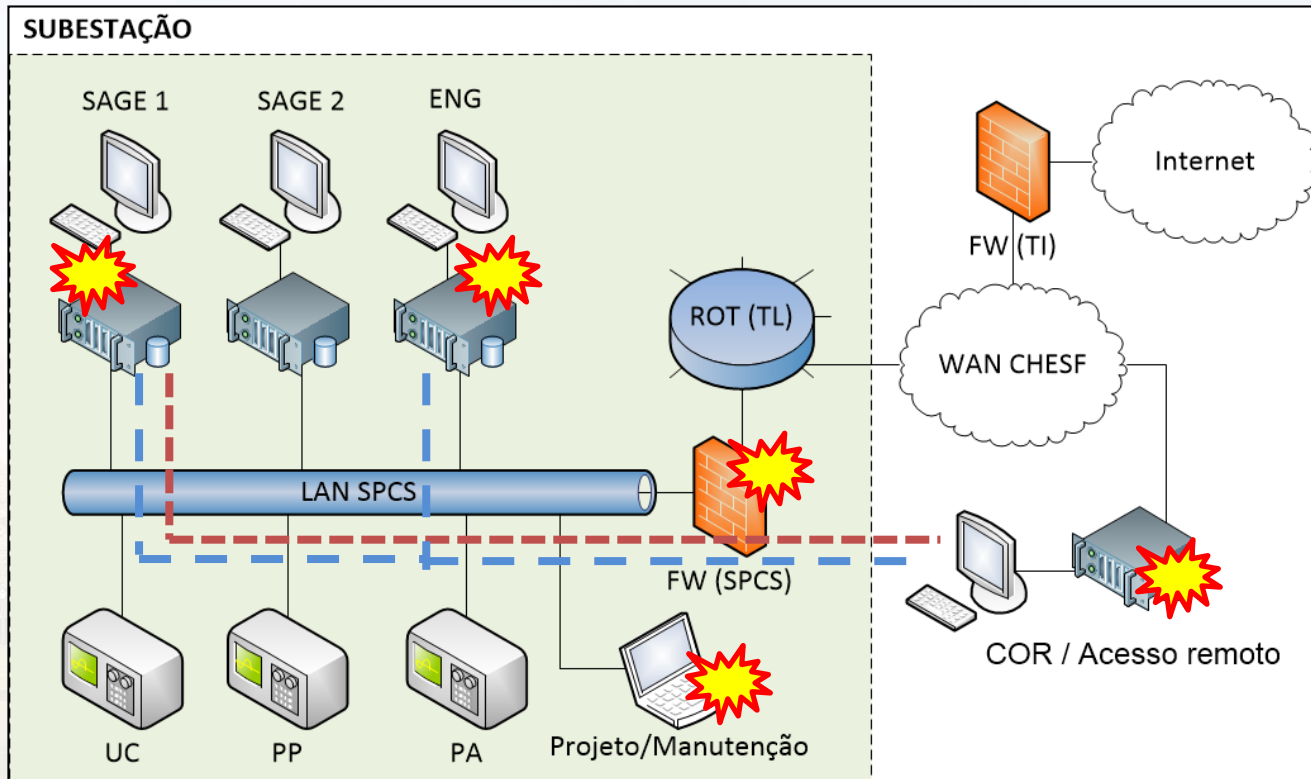 SUBESTAÇÃO
SAGE 1
SAGE 2
ENG
Internet
FW (TI)
ROT (TL)
WAN CHESF
LAN SPCS
FW (SPCS)
COR / Acesso remoto
UC
PP
PA
Projeto/Manutenção